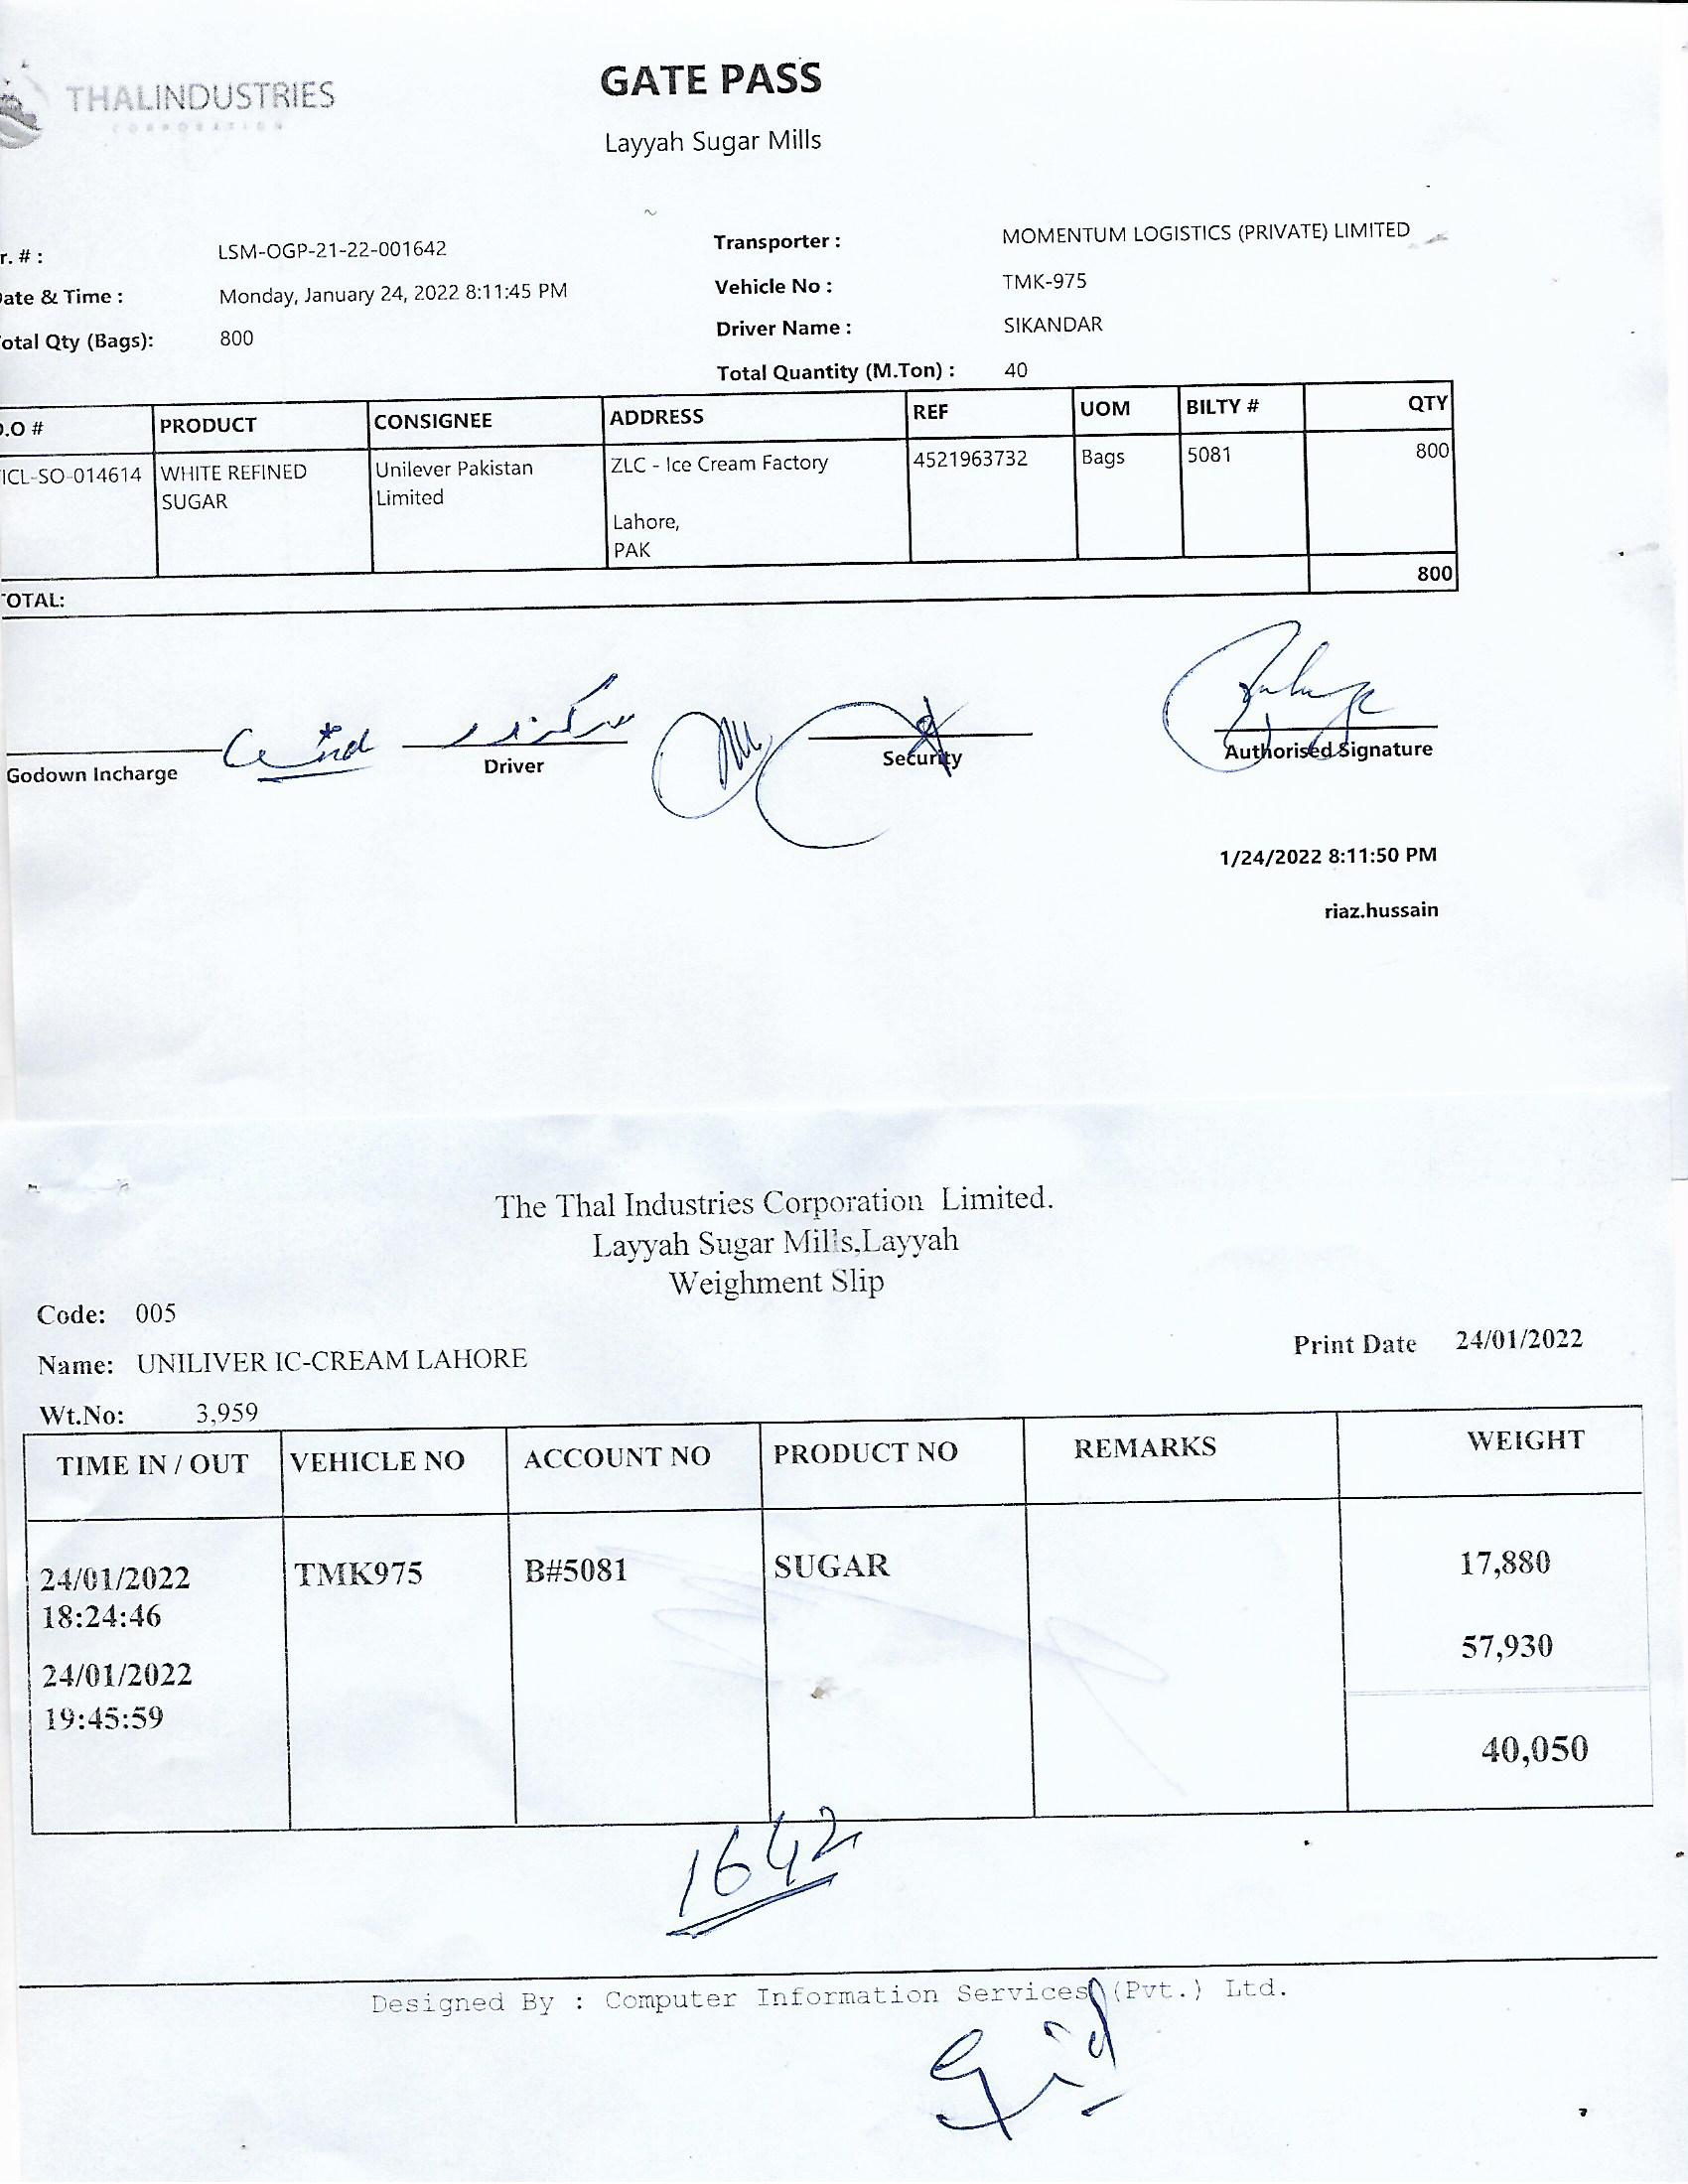 THALINDUSTRIES
CORPORATION
GATE PASS
Layyah Sugar Mills
r. # : LSM-OGP-21-22-001642
ate & Time : Monday, January 24, 2022 8:11:45 PM
otal Qty (Bags): 800
Transporter : MOMENTUM LOGISTICS (PRIVATE) LIMITED
Vehicle No : TMK-975
Driver Name : SIKANDAR
Total Quantity (M.Ton) : 40
.O # PRODUCT CONSIGNEE ADDRESS REF UOM BILTY # QTY
ICL-SO-014614 WHITE REFINED Unilever Pakistan ZLC - Ice Cream Factory 4521963732 Bags 5081 800
SUGAR Limited
Lahore,
PAK
OTAL: 800
سکندر
Godown Incharge Driver Security Authorised Signature
1/24/2022 8:11:50 PM
riaz.hussain
The Thal Industries Corporation Limited.
Layyah Sugar Mills,Layyah
Weighment Slip
Code: 005
Name: UNILIVER IC-CREAM LAHORE
Print Date 24/01/2022
Wt.No: 3,959
TIME IN / OUT VEHICLE NO ACCOUNT NO PRODUCT NO REMARKS WEIGHT
24/01/2022 TMK975 B#5081 SUGAR 17,880
18:24:46
24/01/2022 57,930
19:45:59
40,050
1642
Designed By : Computer Information Services (Pvt.) Ltd.